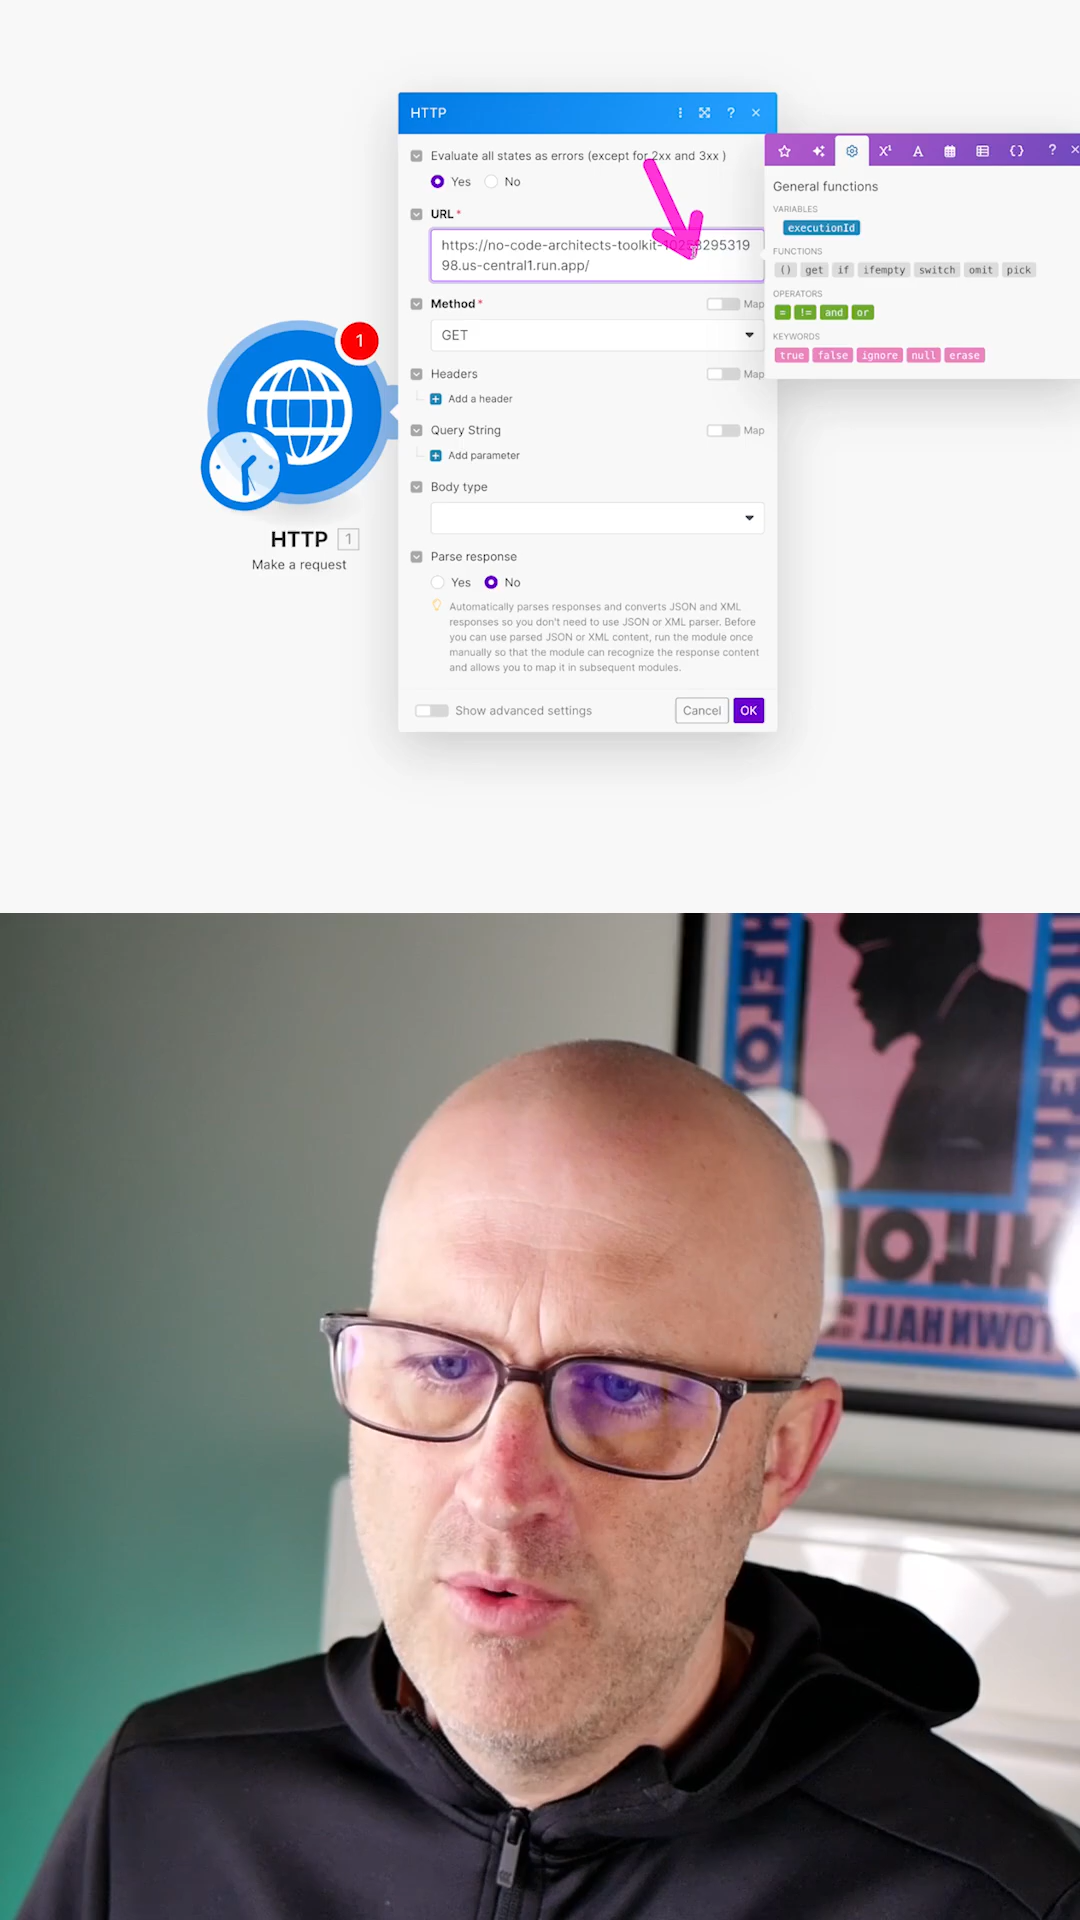 HTTP
Evaluate all states as errors (except for 2xx and 3xx )
Yes No
URL *
https://no-code-architects-toolkit-
98.us-central1.run.app/
Method *
Map
GET
Headers
Map
Add a header
Query String
Map
Add parameter
Body type
Parse response
Yes No
Automatically parses responses and converts JSON and XML
responses so you don't need to use JSON or XML parser. Before
you can use parsed JSON or XML content, run the module once
manually so that the module can recognize the response content
and allows you to map it in subsequent modules.
Show advanced settings
Cancel OK
General functions
VARIABLES
executionId
FUNCTIONS
() get if ifempty switch omit pick
OPERATORS
= != and or
KEYWORDS
true false ignore null erase
1
HTTP 1
Make a request
TOWN HALL